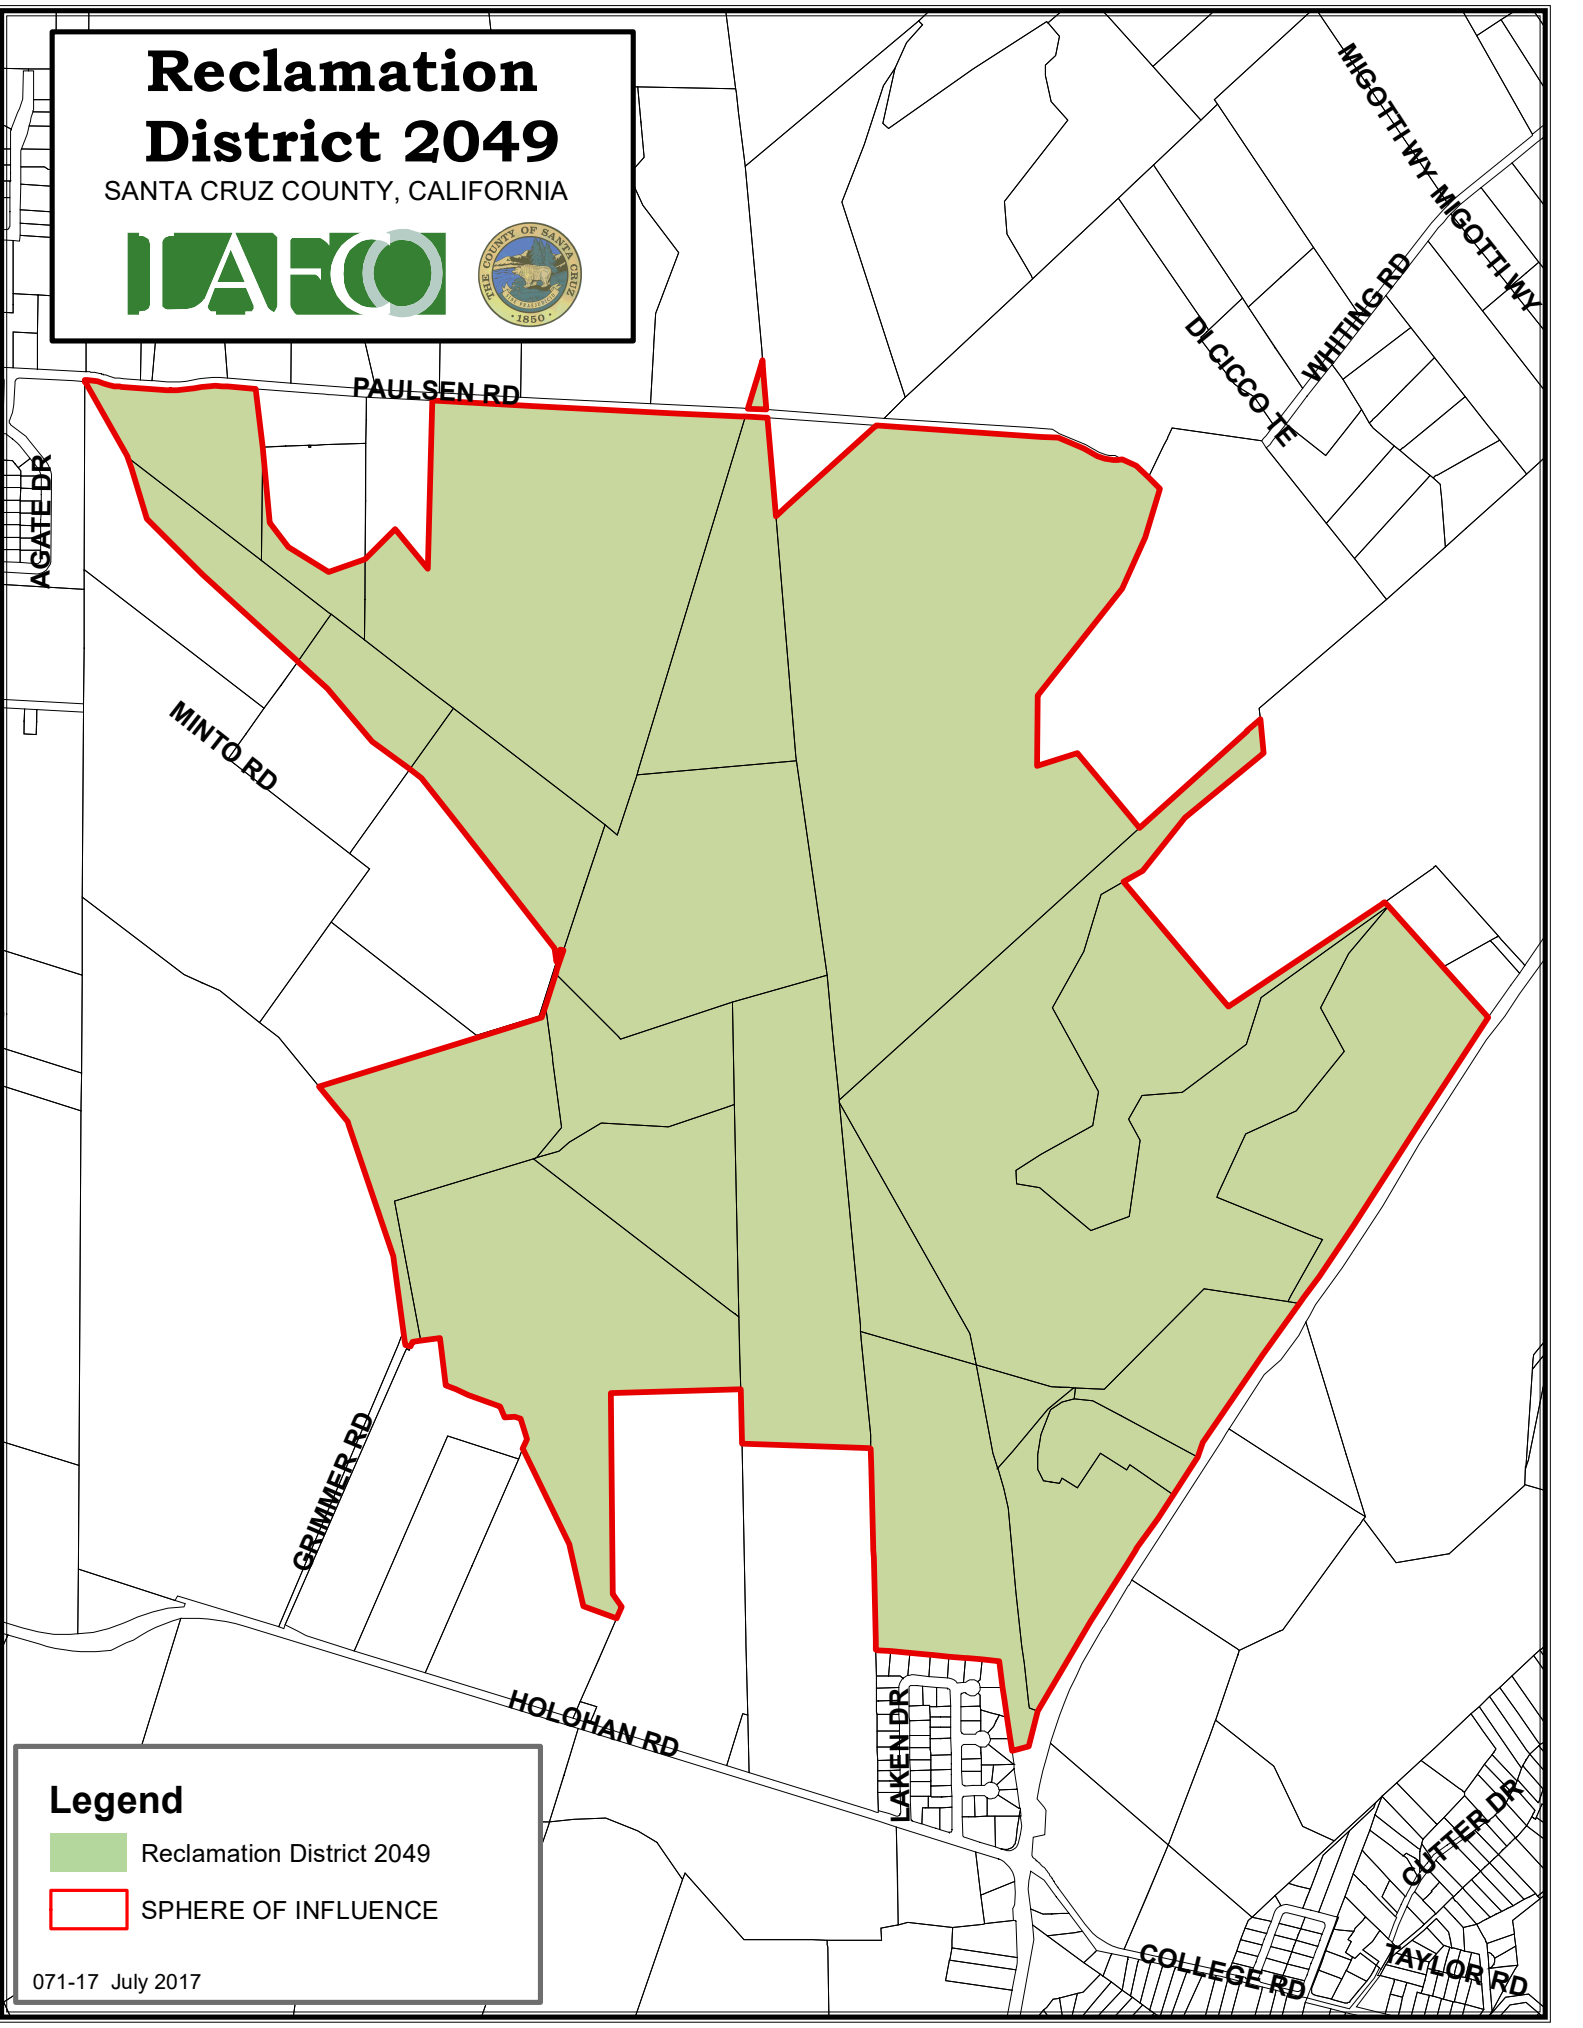 Reclamation
District 2049
SANTA CRUZ COUNTY, CALIFORNIA
LAFCO
THE COUNTY OF SANTA CRUZ
1850
MIGOTTI WY
MIGOTTI WY
WHITING RD
DI CICCO TE
PAULSEN RD
AGATE DR
MINTO RD
GRIMMER RD
HOLOHAN RD
LAKEN DR
CUTTER DR
COLLEGE RD
TAYLOR RD
Legend
Reclamation District 2049
SPHERE OF INFLUENCE
071-17 July 2017